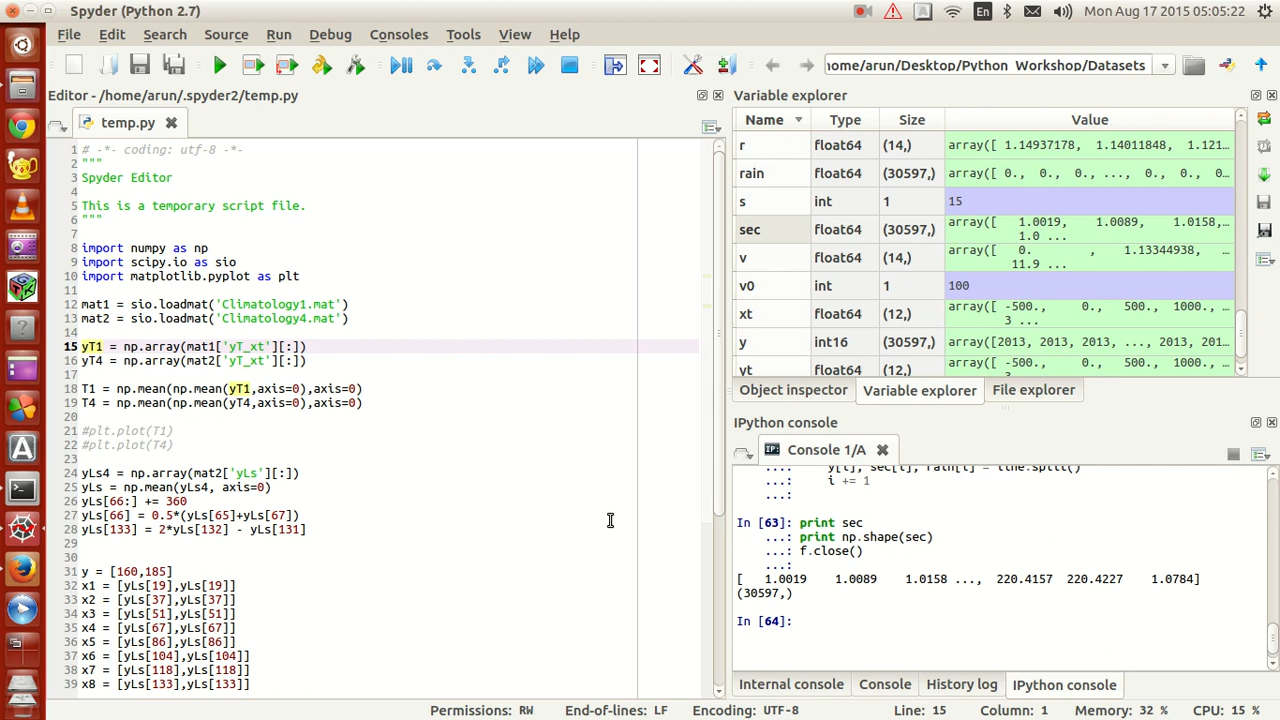 Spyder (Python 2.7)
En
Mon Aug 17 2015 05:05:22
File Edit Search Source Run Debug Consoles Tools View Help
home/arun/Desktop/Python Workshop/Datasets
Editor - /home/arun/.spyder2/temp.py
temp.py
1 # -*- coding: utf-8 -*-
2 """
3 Spyder Editor
4
5 This is a temporary script file.
6 """
7
8 import numpy as np
9 import scipy.io as sio
10 import matplotlib.pyplot as plt
11
12 mat1 = sio.loadmat('Climatology1.mat')
13 mat2 = sio.loadmat('Climatology4.mat')
14
15 yT1 = np.array(mat1['yT_xt'][:])
16 yT4 = np.array(mat2['yT_xt'][:])
17
18 T1 = np.mean(np.mean(yT1,axis=0),axis=0)
19 T4 = np.mean(np.mean(yT4,axis=0),axis=0)
20
21 #plt.plot(T1)
22 #plt.plot(T4)
23
24 yLs4 = np.array(mat2['yLs'][:])
25 yLs = np.mean(yLs4, axis=0)
26 yLs[66:] += 360
27 yLs[66] = 0.5*(yLs[65]+yLs[67])
28 yLs[133] = 2*yLs[132] - yLs[131]
29
30
31 y = [160,185]
32 x1 = [yLs[19],yLs[19]]
33 x2 = [yLs[37],yLs[37]]
34 x3 = [yLs[51],yLs[51]]
35 x4 = [yLs[67],yLs[67]]
36 x5 = [yLs[86],yLs[86]]
37 x6 = [yLs[104],yLs[104]]
38 x7 = [yLs[118],yLs[118]]
39 x8 = [yLs[133],yLs[133]]
Variable explorer
Name Type Size Value
r float64 (14,) array([ 1.14937178, 1.14011848, 1.121...
rain float64 (30597,) array([ 0., 0., 0., ..., 0., 0., 0...
s int 1 15
sec float64 (30597,) array([ 1.0019, 1.0089, 1.0158,
1.0 ...
v float64 (14,) array([ 0. , 1.13344938,
11.9 ...
v0 int 1 100
xt float64 (12,) array([ -500., 0., 500., 1000.,
3 ...
y int16 (30597,) array([2013, 2013, 2013, ..., 201...
yt float64 (12,) array([ -500., 0., 500., 1000.,
Object inspector Variable explorer File explorer
IPython console
Console 1/A
...: y[i], sec[i], rain[i] = line.split()
...: i += 1
...:
In [63]: print sec
...: print np.shape(sec)
...: f.close()
...:
[ 1.0019 1.0089 1.0158 ..., 220.4157 220.4227 1.0784]
(30597,)
In [64]:
Internal console Console History log IPython console
Permissions: RW End-of-lines: LF Encoding: UTF-8 Line: 15 Column: 1 Memory: 32 % CPU: 15 %